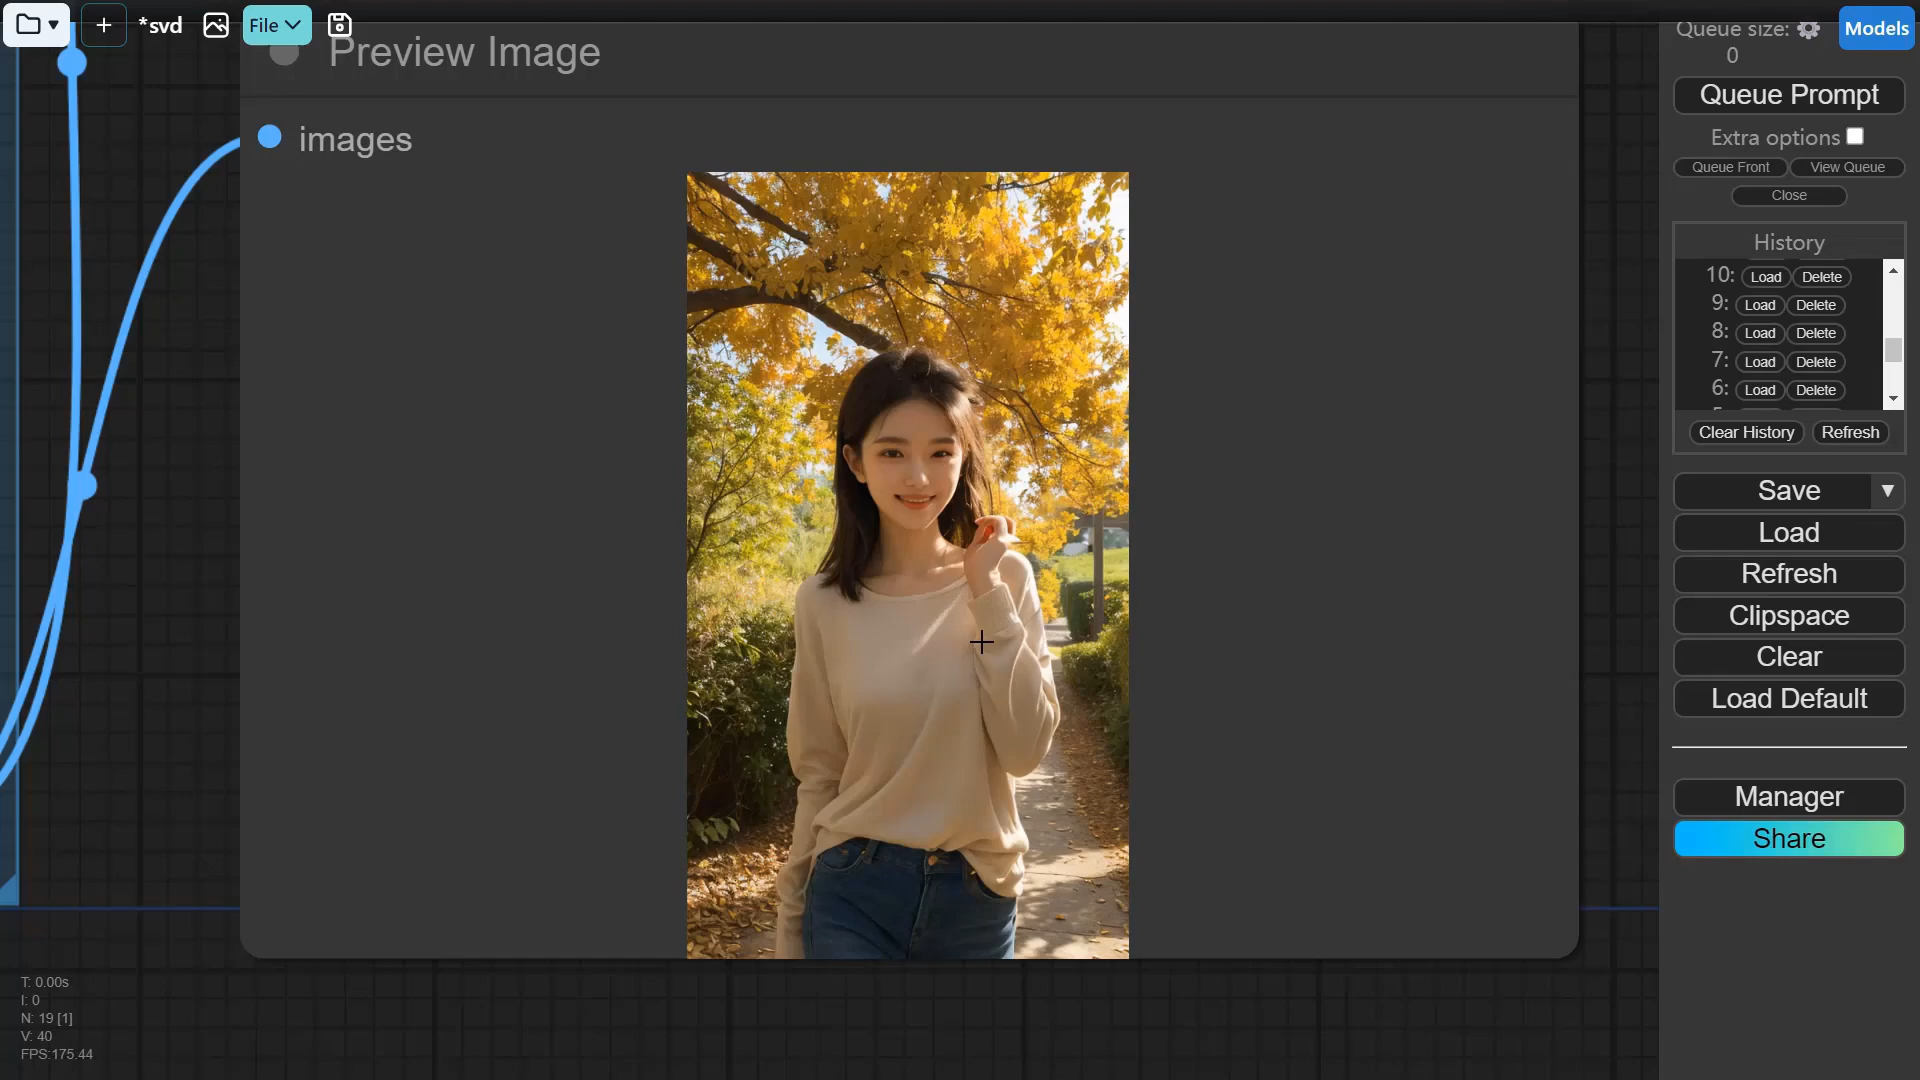 *svd File
Preview Image
images
Queue size:
0
Models
Queue Prompt
Extra options
Queue Front View Queue
Close
History
10: Load Delete
9: Load Delete
8: Load Delete
7: Load Delete
6: Load Delete
Clear History Refresh
Save ▼
Load
Refresh
Clipspace
Clear
Load Default
Manager
Share
T: 0.00s
I: 0
N: 19 [1]
V: 40
FPS:175.44